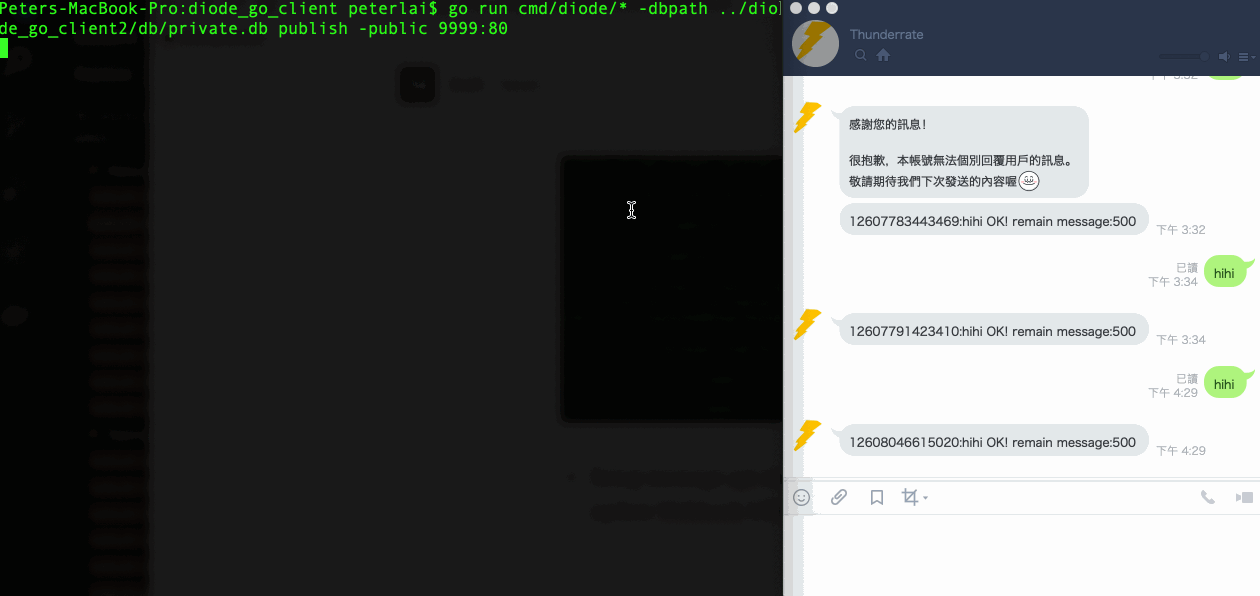 Peters-MacBook-Pro:diode_go_client peterlai$ go run cmd/diode/* -dbpath ../dio
de_go_client2/db/private.db publish -public 9999:80
Thunderrate
感謝您的訊息！
很抱歉，本帳號無法個別回覆用戶的訊息。
敬請期待我們下次發送的內容喔
12607783443469:hihi OK! remain message:500
下午 3:32
已讀
下午 3:34
hihi
12607791423410:hihi OK! remain message:500
下午 3:34
已讀
下午 4:29
hihi
12608046615020:hihi OK! remain message:500
下午 4:29